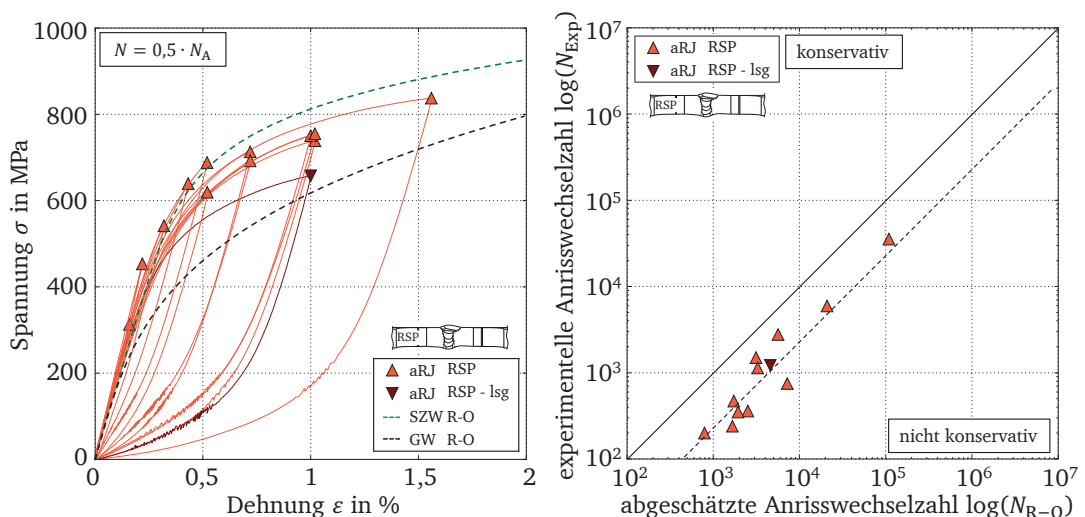 1000
800
600
400
200
0
0
0,5
1
1,5
2
Spannung σ in MPa
Dehnung ε in %
N = 0,5 · N_A
RSP
aRJ RSP
aRJ RSP - lsg
SZW R-O
GW R-O
10^7
10^6
10^5
10^4
10^3
10^2
10^2
10^3
10^4
10^5
10^6
10^7
experimentelle Anrisswechselzahl log(N_Exp)
abgeschätzte Anrisswechselzahl log(N_R−O)
aRJ RSP
aRJ RSP - lsg
RSP
konservativ
nicht konservativ